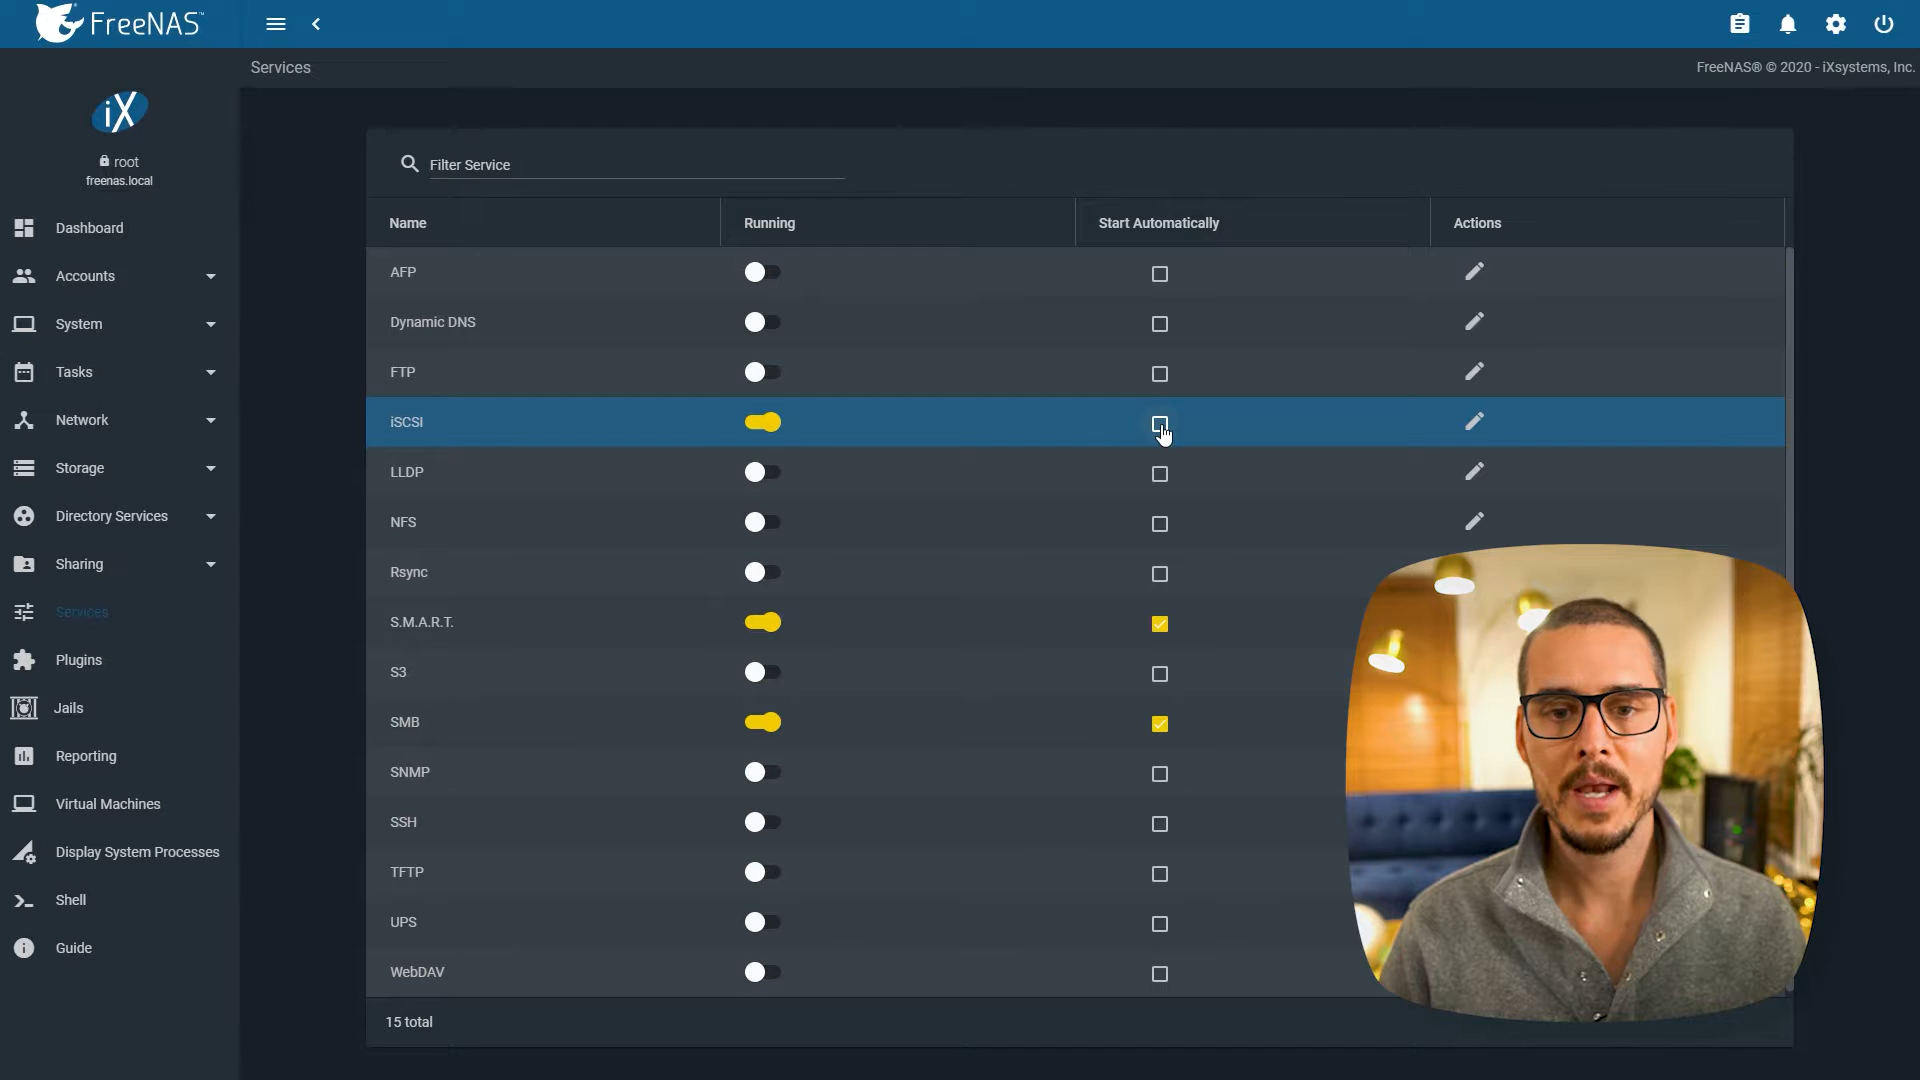 FreeNAS™
Services
FreeNAS® © 2020 - iXsystems, Inc.
iX
root
freenas.local
Dashboard
Accounts
System
Tasks
Network
Storage
Directory Services
Sharing
Services
Plugins
Jails
Reporting
Virtual Machines
Display System Processes
Shell
Guide
Filter Service
Name Running Start Automatically Actions
AFP
Dynamic DNS
FTP
iSCSI
LLDP
NFS
Rsync
S.M.A.R.T.
S3
SMB
SNMP
SSH
TFTP
UPS
WebDAV
15 total